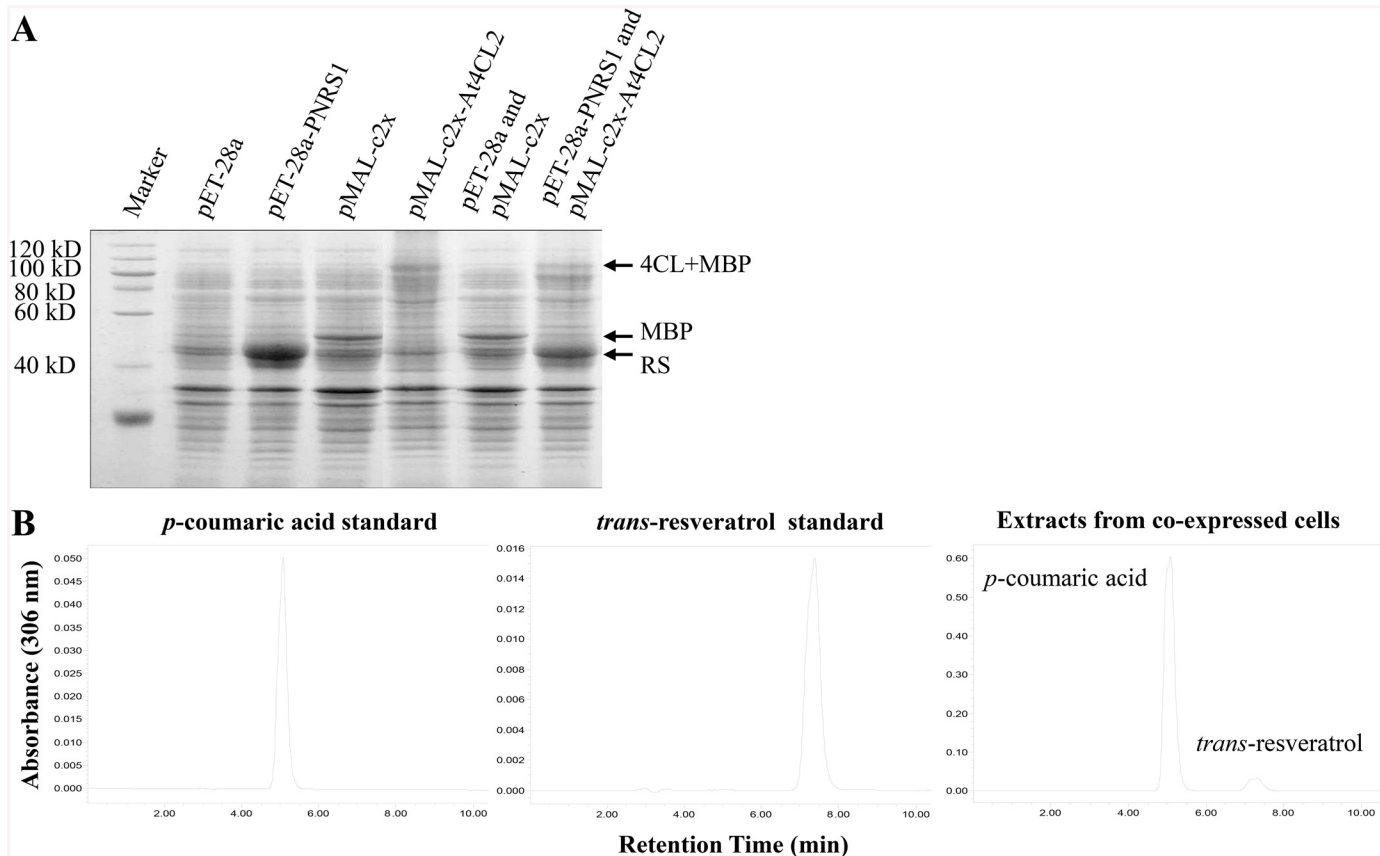 A
Marker
pET-28a
pET-28a-PNRS1
pMAL-c2x
pMAL-c2x-At4CL2
pET-28a and
pMAL-c2x
pET-28a-PNRS1 and
pMAL-c2x-At4CL2
120 kD
100 kD
80 kD
60 kD
40 kD
4CL+MBP
MBP
RS
B
p-coumaric acid standard
trans-resveratrol standard
Extracts from co-expressed cells
Absorbance (306 nm)
0.050
0.045
0.040
0.035
0.030
0.025
0.020
0.015
0.010
0.005
0.000
2.00 4.00 6.00 8.00 10.00
0.016
0.014
0.012
0.010
0.008
0.006
0.004
0.002
0.000
2.00 4.00 6.00 8.00 10.00
p-coumaric acid
trans-resveratrol
0.60
0.50
0.40
0.30
0.20
0.10
0.00
2.00 4.00 6.00 8.00 10.00
Retention Time (min)